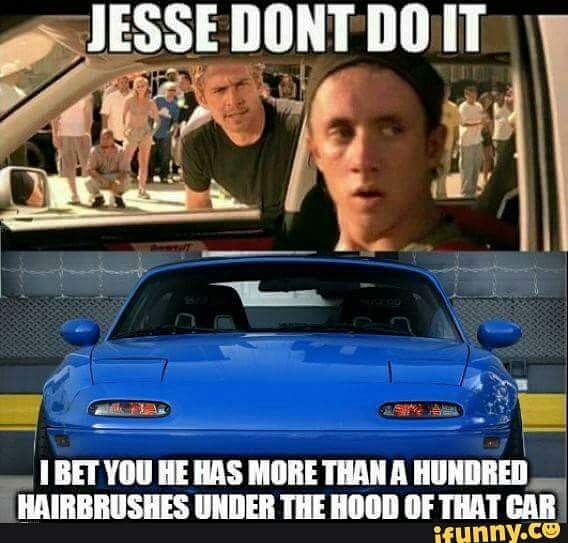 JESSE DONT DO IT
I BET YOU HE HAS MORE THAN A HUNDRED
HAIRBRUSHES UNDER THE HOOD OF THAT CAR
ifunny.co